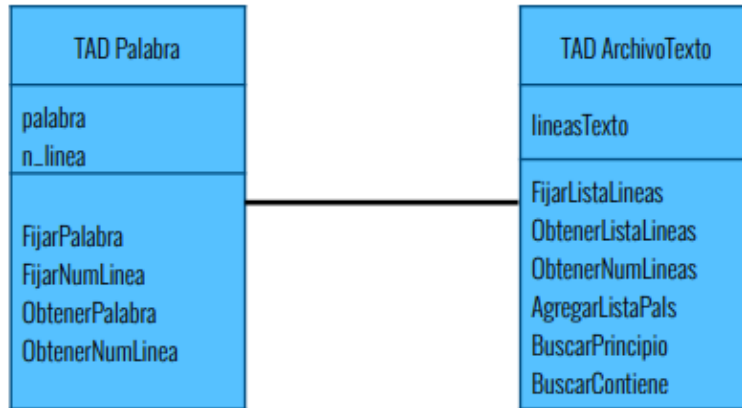 TAD Palabra
palabra
n_linea
FijarPalabra
FijarNumLinea
ObtenerPalabra
ObtenerNumLinea
TAD ArchivoTexto
lineasTexto
FijarListaLineas
ObtenerListaLineas
ObtenerNumLineas
AgregarListaPals
BuscarPrincipio
BuscarContiene